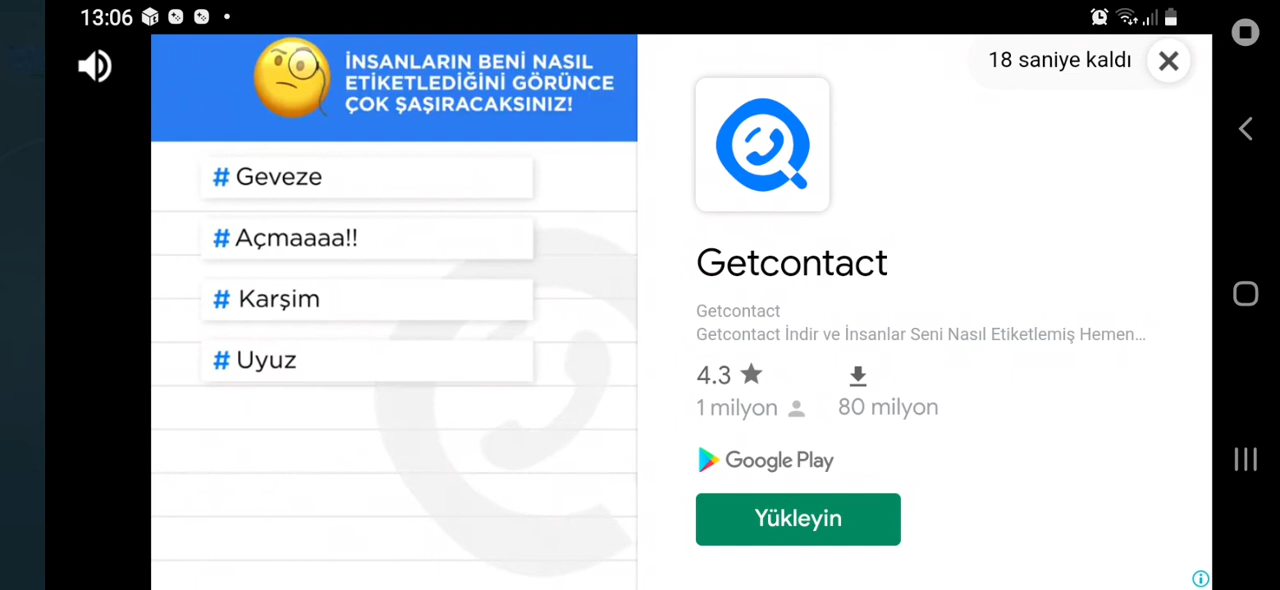 13:06
İNSANLARIN BENİ NASIL
ETİKETLEDİĞİNİ GÖRÜNCE
ÇOK ŞAŞIRACAKSINIZ!
# Geveze
# Açmaaaa!!
# Karşim
# Uyuz
18 saniye kaldı
Getcontact
Getcontact
Getcontact İndir ve İnsanlar Seni Nasıl Etiketlemiş Hemen...
4.3
1 milyon
80 milyon
Google Play
Yükleyin